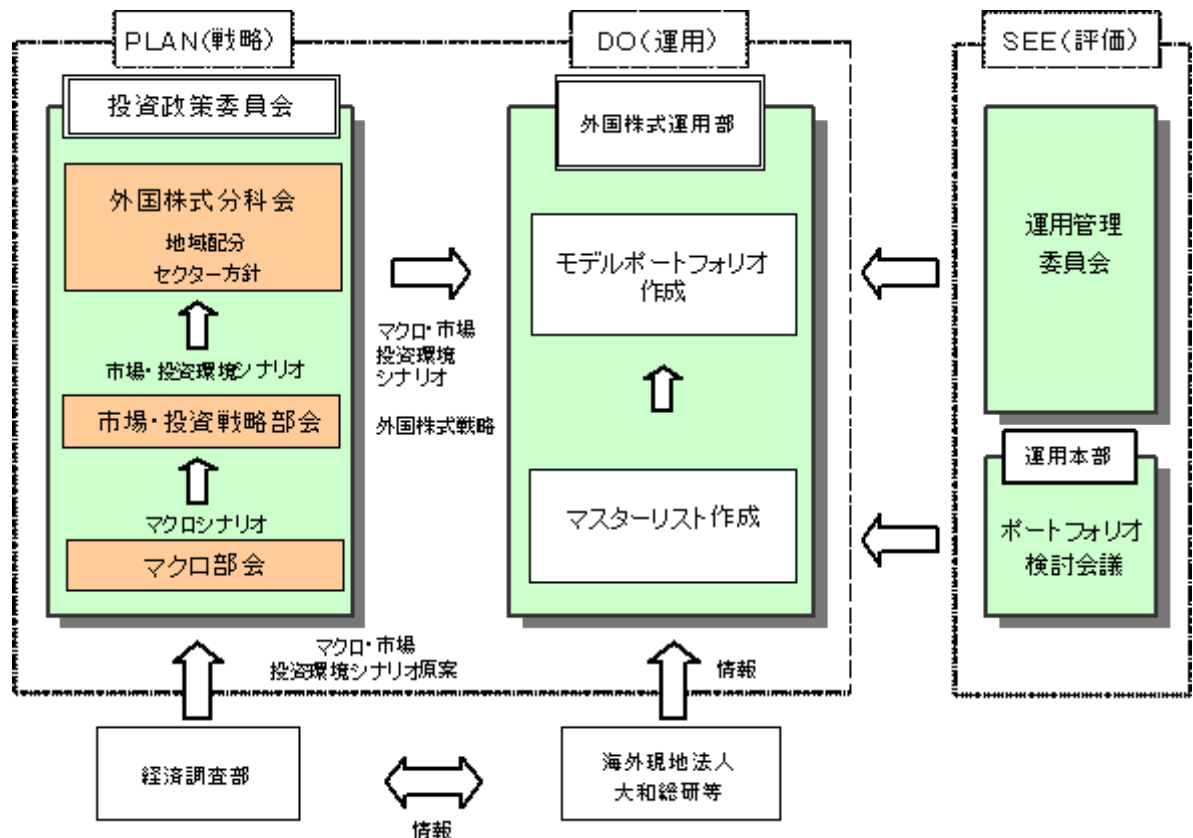 PLAN(戦略)
投資政策委員会
外国株式分科会
地域配分
セクター方針
市場・投資環境シナリオ
市場・投資戦略部会
マクロシナリオ
マクロ部会
マクロ・市場
投資環境
シナリオ
外国株式戦略
DO(運用)
外国株式運用部
モデルポートフォリオ
作成
マスターリスト作成
SEE(評価)
運用管理
委員会
運用本部
ポートフォリオ
検討会議
マクロ・市場
投資環境シナリオ原案
情報
経済調査部
情報
海外現地法人
大和総研等